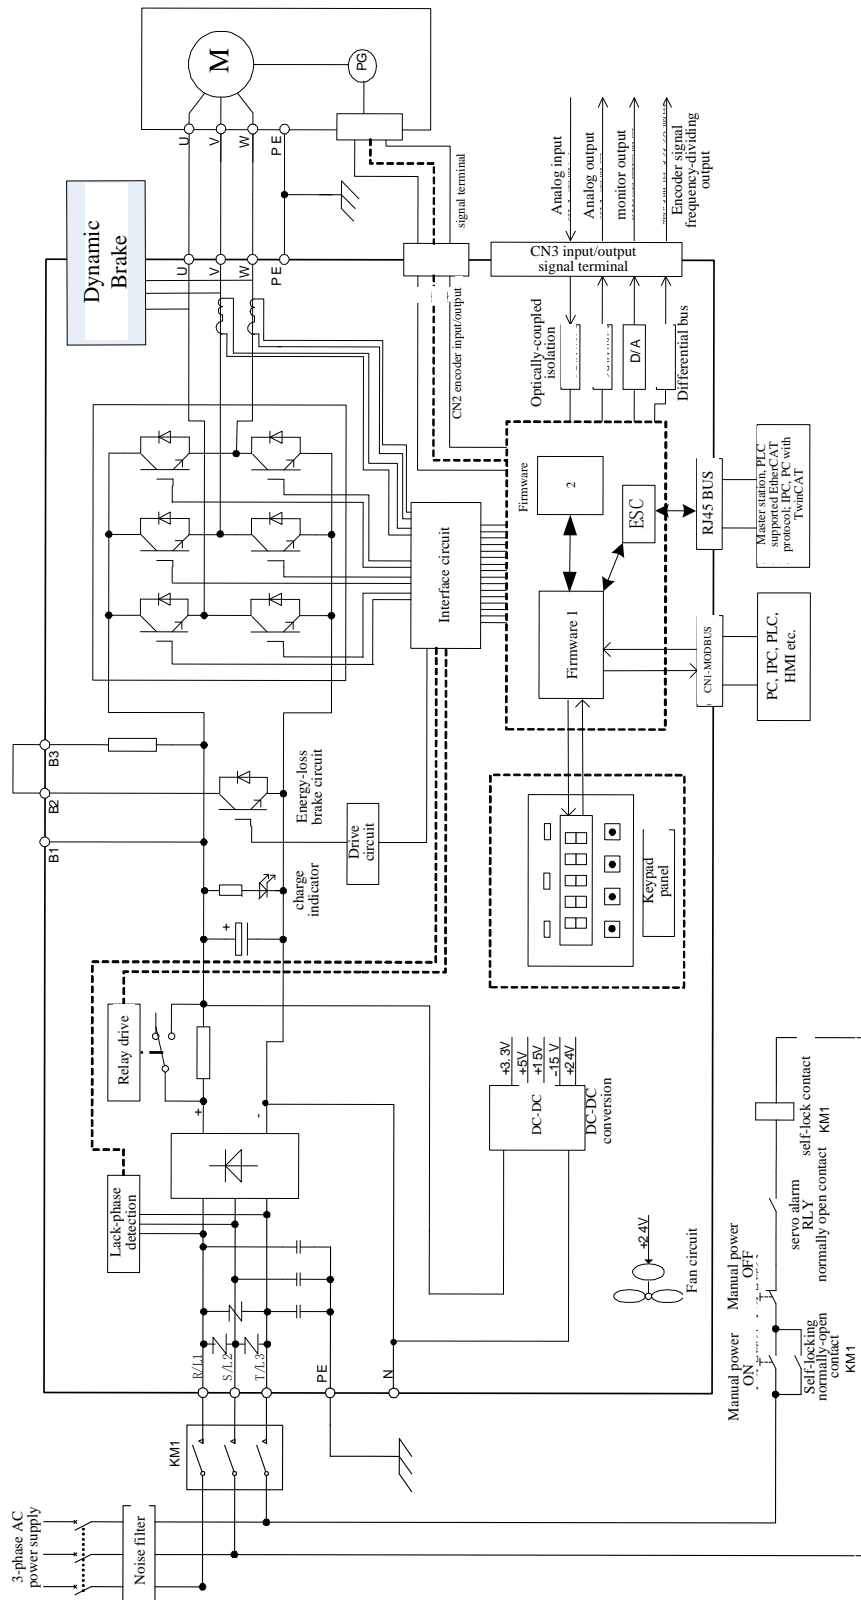 M
PG
U
V
W
PE
signal terminal
Analog input
Analog output
monitor output
Encoder signal
frequency-dividing
output
Dynamic
Brake
U
V
W
PE
CN3 input/output
signal terminal
CN2 encoder input/output
Optically-coupled
isolation
D/A
Differential bus
Firmware
2
ESC
Firmware 1
Interface circuit
RJ45 BUS
Master station, PLC
supported EtherCAT
protocol; IPC, PC with
TwinCAT
CN1-MODBUS
PC, IPC, PLC,
HMI etc.
B3
B2
B1
Energy-loss
brake circuit
Drive
circuit
charge
indicator
+
Keypad
panel
Relay drive
+
-
Lack-phase
detection
+3.3V
+5V
+15V
-15V
+24V
DC-DC
DC-DC
conversion
+24V
Fan circuit
R/L1
S/L2
T/L3
PE
N
KM1
3-phase AC
power supply
Noise filter
self-lock contact
KM1
servo alarm
RLY
normally open contact
Manual power
OFF
Manual power
ON
Self-locking
normally-open
contact
KM1